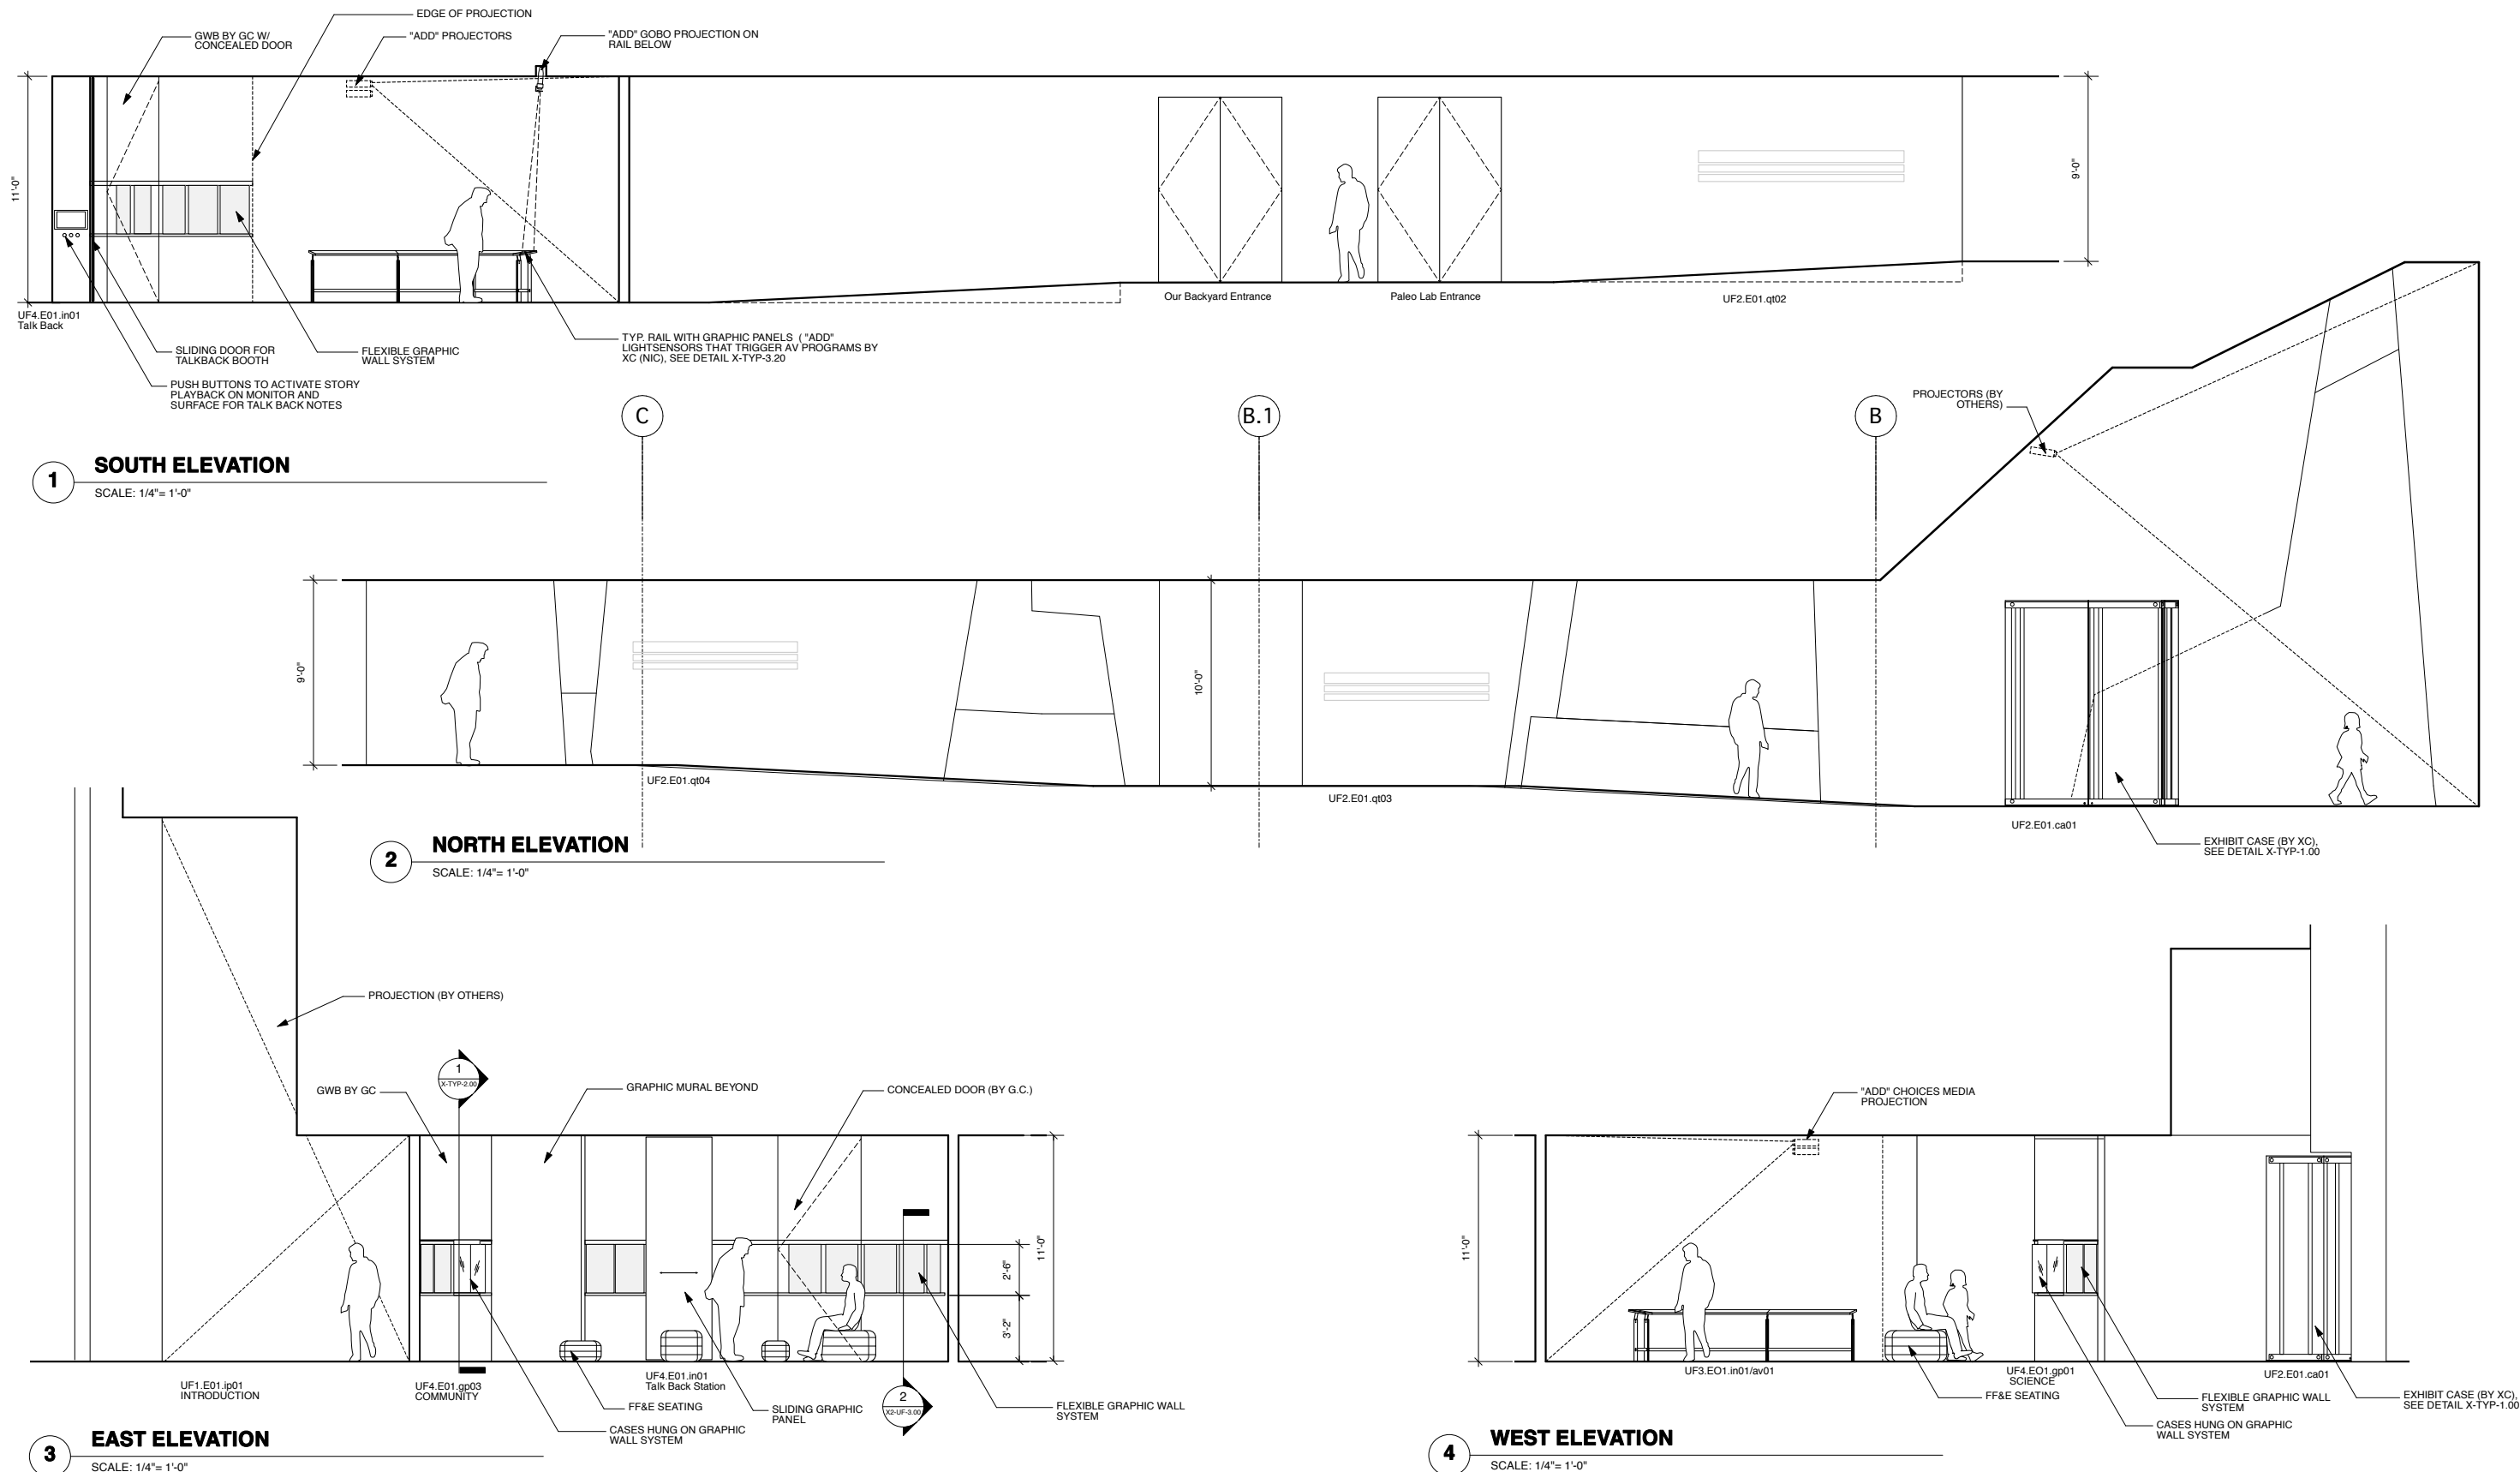 EDGE OF PROJECTION
GWB BY GC W/
CONCEALED DOOR
"ADD" PROJECTORS
"ADD" GOBO PROJECTION ON
RAIL BELOW
11'-0"
9'-0"
UF4.E01.in01
Talk Back
Our Backyard Entrance
Paleo Lab Entrance
UF2.E01.qt02
SLIDING DOOR FOR
TALKBACK BOOTH
FLEXIBLE GRAPHIC
WALL SYSTEM
TYP. RAIL WITH GRAPHIC PANELS ( "ADD"
LIGHTSENSORS THAT TRIGGER AV PROGRAMS BY
XC (NIC), SEE DETAIL X-TYP-3.20
PUSH BUTTONS TO ACTIVATE STORY
PLAYBACK ON MONITOR AND
SURFACE FOR TALK BACK NOTES
1
SOUTH ELEVATION
SCALE: 1/4"= 1'-0"
C
B.1
B
PROJECTORS (BY
OTHERS)
9'-0"
10'-0"
UF2.E01.qt04
UF2.E01.qt03
UF2.E01.ca01
EXHIBIT CASE (BY XC),
SEE DETAIL X-TYP-1.00
2
NORTH ELEVATION
SCALE: 1/4"= 1'-0"
PROJECTION (BY OTHERS)
GWB BY GC
1
X-TYP-2.00
GRAPHIC MURAL BEYOND
CONCEALED DOOR (BY G.C.)
11'-0"
2'-6"
3'-2"
UF1.E01.ip01
INTRODUCTION
UF4.E01.gp03
COMMUNITY
UF4.E01.in01
Talk Back Station
FF&E SEATING
SLIDING GRAPHIC
PANEL
2
X2-UF-3.00
FLEXIBLE GRAPHIC WALL
SYSTEM
CASES HUNG ON GRAPHIC
WALL SYSTEM
3
EAST ELEVATION
SCALE: 1/4"= 1'-0"
"ADD" CHOICES MEDIA
PROJECTION
11'-0"
UF3.EO1.in01/av01
UF4.EO1.gp01
SCIENCE
UF2.E01.ca01
FF&E SEATING
FLEXIBLE GRAPHIC WALL
SYSTEM
EXHIBIT CASE (BY XC),
SEE DETAIL X-TYP-1.00
CASES HUNG ON GRAPHIC
WALL SYSTEM
4
WEST ELEVATION
SCALE: 1/4"= 1'-0"